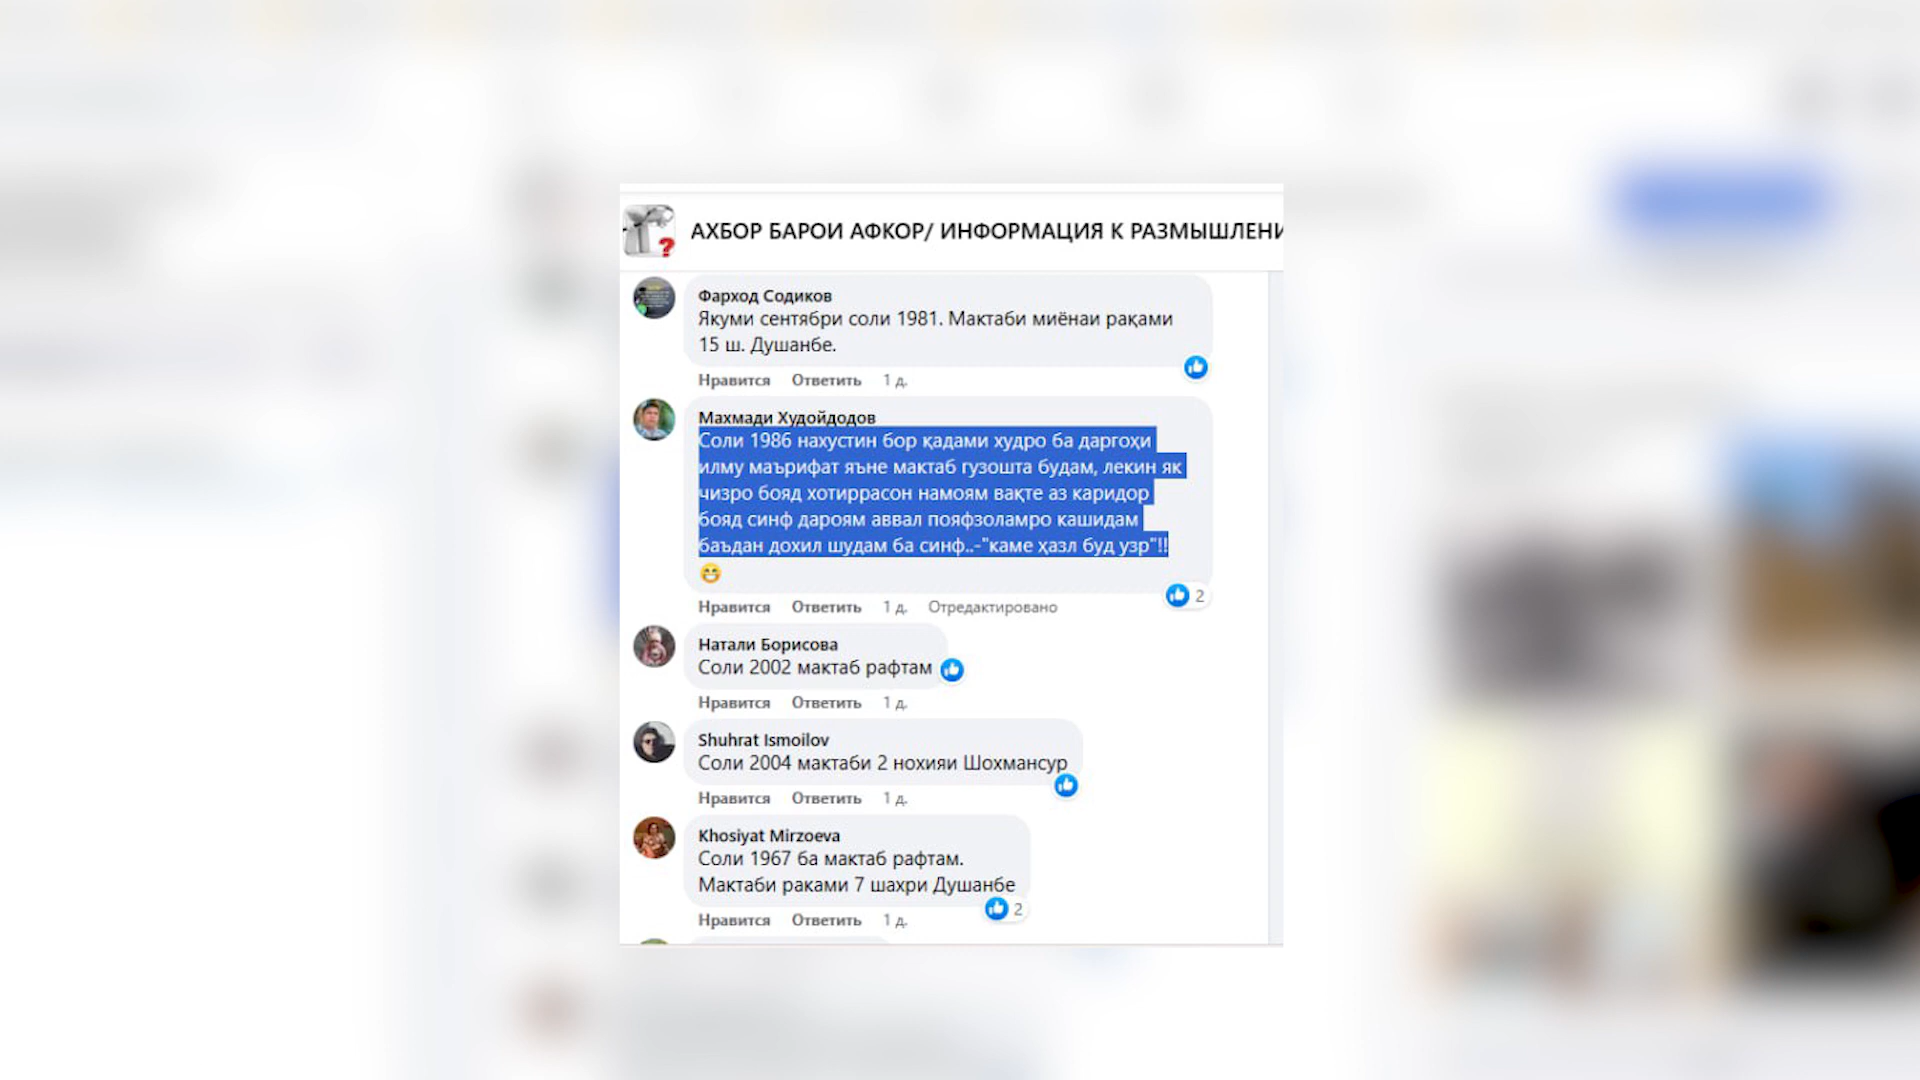 АХБОР БАРОИ АФКОР/ ИНФОРМАЦИЯ К РАЗМЫШЛЕНИ
Фарход Содиков
Якуми сентябри соли 1981. Мактаби миёнаи рақами
15 ш. Душанбе.
Нравится Ответить 1 д.
Махмади Худойдодов
Соли 1986 нахустин бор қадами худро ба даргоҳи
илму маърифат яъне мактаб гузошта будам, лекин як
чизро бояд хотиррасон намоям вақте аз каридор
бояд синф дароям аввал пояфзоламро кашидам
баъдан дохил шудам ба синф..-"каме ҳазл буд узр"!!
😁
2
Нравится Ответить 1 д. Отредактировано
Натали Борисова
Соли 2002 мактаб рафтам
Нравится Ответить 1 д.
Shuhrat Ismoilov
Соли 2004 мактаби 2 нохияи Шохмансур
Нравится Ответить 1 д.
Khosiyat Mirzoeva
Соли 1967 ба мактаб рафтам.
Мактаби раками 7 шахри Душанбе
2
Нравится Ответить 1 д.